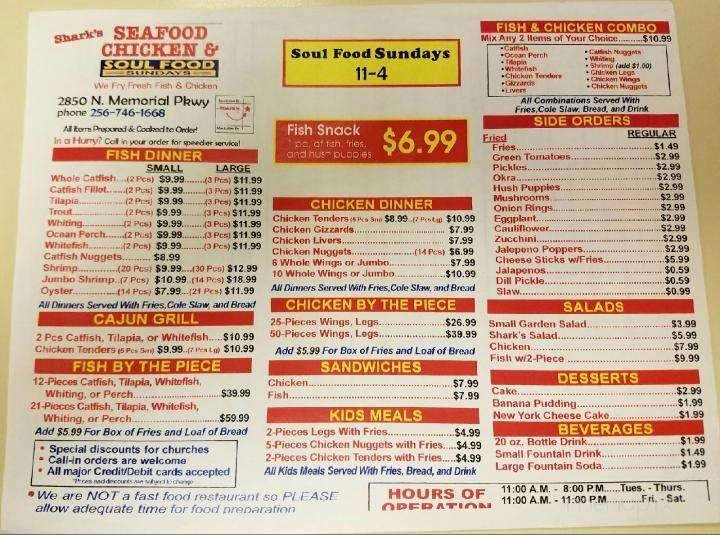 Shark's SEAFOOD
CHICKEN &
SOUL FOOD
SUNDAYS
We Fry Fresh Fish & Chicken
2850 N. Memorial Pkwy
phone 256-746-1668
All Items Prepared & Cooked to Order!
In a Hurry? Call in your order for speedier service!
FISH DINNER
SMALL LARGE
Whole Catfish....(2 Pcs) $9.99........(3 Pcs) $11.99
Catfish Fillet......(2 Pcs) $9.99........(3 Pcs) $11.99
Tilapia.............(2 Pcs) $9.99........(3 Pcs) $11.99
Trout...............(2 Pcs) $9.99........(3 Pcs) $11.99
Whiting............(2 Pcs) $9.99........(3 Pcs) $11.99
Ocean Perch....(2 Pcs) $9.99........(3 Pcs) $11.99
Whitefish.........(2 Pcs) $9.99........(3 Pcs) $11.99
Catfish Nuggets............$8.99
Shrimp...........(20 Pcs) $9.99....(30 Pcs) $12.99
Jumbo Shrimp..(7 Pcs) $10.99..(14 Pcs) $18.99
Oyster............(14 Pcs) $7.99...(21 Pcs) $11.99
All Dinners Served With Fries,Cole Slaw, and Bread
CAJUN GRILL
2 Pcs Catfish, Tilapia, or Whitefish.....$10.99
Chicken Tenders (5 Pcs Sm) $9.99..(7 Pcs Lg) $10.99
FISH BY THE PIECE
12-Pieces Catfish, Tilapia, Whitefish,
Whiting, or Perch..........................$39.99
21-Pieces Catfish, Tilapia, Whitefish,
Whiting, or Perch..........................$59.99
Add $5.99 For Box of Fries and Loaf of Bread
• Special discounts for churches
• Call-in orders are welcome
• All major Credit/Debit cards accepted
*Prices and discounts are subject to change
• We are NOT a fast food restaurant so PLEASE
allow adequate time for food preparation
Soul Food Sundays
11-4
Fish Snack
1 pc. of fish, fries,
and hush puppies
$6.99
CHICKEN DINNER
Chicken Tenders (5 Pcs Sm) $8.99..(7 Pcs Lg) $10.99
Chicken Gizzards...............................$7.99
Chicken Livers...................................$7.99
Chicken Nuggets....................(14 Pcs) $6.99
6 Whole Wings or Jumbo....................$7.99
10 Whole Wings or Jumbo.................$10.99
All Dinners Served With Fries,Cole Slaw, and Bread
CHICKEN BY THE PIECE
25-Pieces Wings, Legs......................$26.99
50-Pieces Wings, Legs......................$39.99
Add $5.99 For Box of Fries and Loaf of Bread
SANDWICHES
Chicken..............................................$7.99
Fish...................................................$7.99
KIDS MEALS
2-Pieces Legs With Fries......................$4.99
5-Pieces Chicken Nuggets with Fries....$4.99
2-Pieces Chicken Tenders with Fries.....$4.99
All Kids Meals Served With Fries, Bread, and Drink
FISH & CHICKEN COMBO
Mix Any 2 Items of Your Choice......$10.99
• Catfish
• Ocean Perch
• Tilapia
• Whitefish
• Chicken Tenders
• Gizzards
• Livers
• Catfish Nuggets
• Whiting
• Shrimp (add $1.00)
• Chicken Legs
• Chicken Wings
• Chicken Nuggets
All Combinations Served With
Fries,Cole Slaw, Bread, and Drink
SIDE ORDERS
Fried REGULAR
Fries...............................................$1.49
Green Tomatoes..............................$2.99
Pickles............................................$2.99
Okra................................................$2.99
Hush Puppies..................................$2.99
Mushrooms.....................................$2.99
Onion Rings....................................$2.99
Eggplant.........................................$2.99
Cauliflower......................................$2.99
Zucchini..........................................$2.99
Jalepeno Poppers............................$2.99
Cheese Sticks w/Fries......................$5.99
Jalapenos........................................$0.59
Dill Pickle........................................$0.59
Slaw................................................$0.99
SALADS
Small Garden Salad..........................$3.99
Shark's Salad...................................$5.99
Chicken...........................................$7.99
Fish w/2-Piece.................................$9.99
DESSERTS
Cake................................................$2.99
Banana Pudding..............................$1.99
New York Cheese Cake....................$1.99
BEVERAGES
20 oz. Bottle Drink...........................$1.99
Small Fountain Drink........................$1.49
Large Fountain Soda........................$1.99
HOURS OF
OPERATION
11:00 A.M. - 8:00 P.M......Tues. - Thurs.
11:00 A.M. - 11:00 P.M............Fri. - Sat.